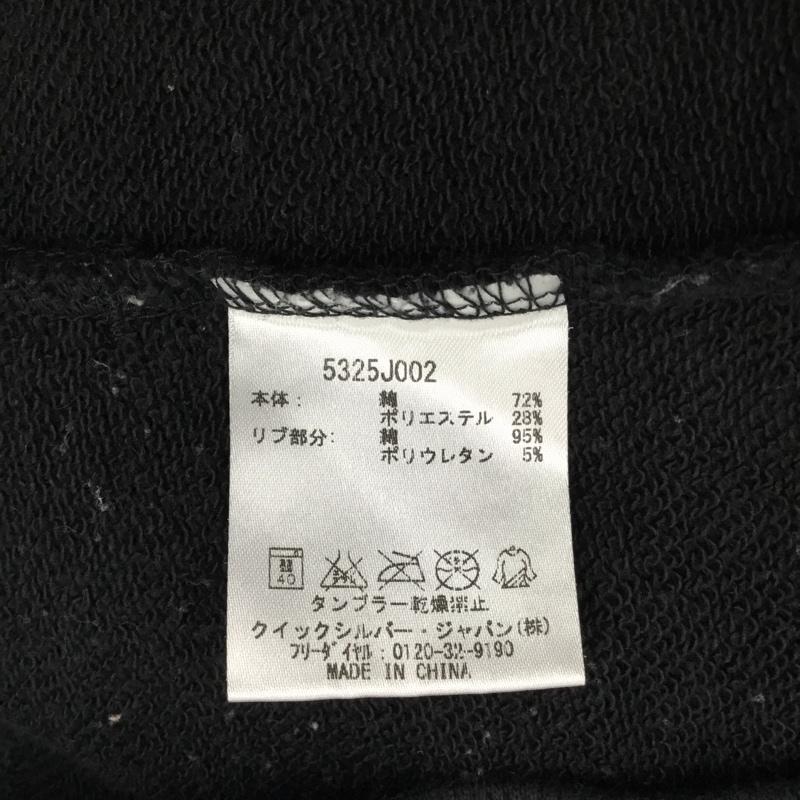 5325J002
本体: 綿 72%
ポリエステル 28%
リブ部分: 綿 95%
ポリウレタン 5%
40
タンブラー乾燥禁止
クイックシルバー・ジャパン(株)
フリーダイヤル:0120-32-9190
MADE IN CHINA